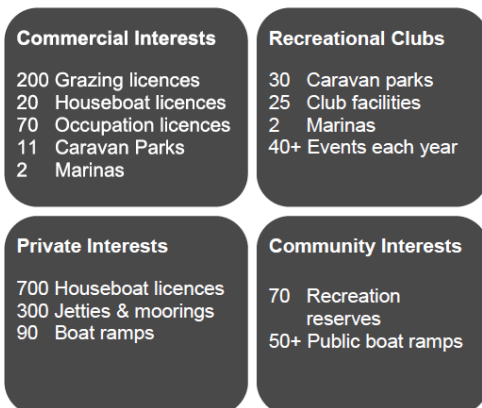 Commercial Interests
200 Grazing licences
20 Houseboat licences
70 Occupation licences
11 Caravan Parks
2 Marinas
Recreational Clubs
30 Caravan parks
25 Club facilities
2 Marinas
40+ Events each year
Private Interests
700 Houseboat licences
300 Jetties & moorings
90 Boat ramps
Community Interests
70 Recreation
reserves
50+ Public boat ramps